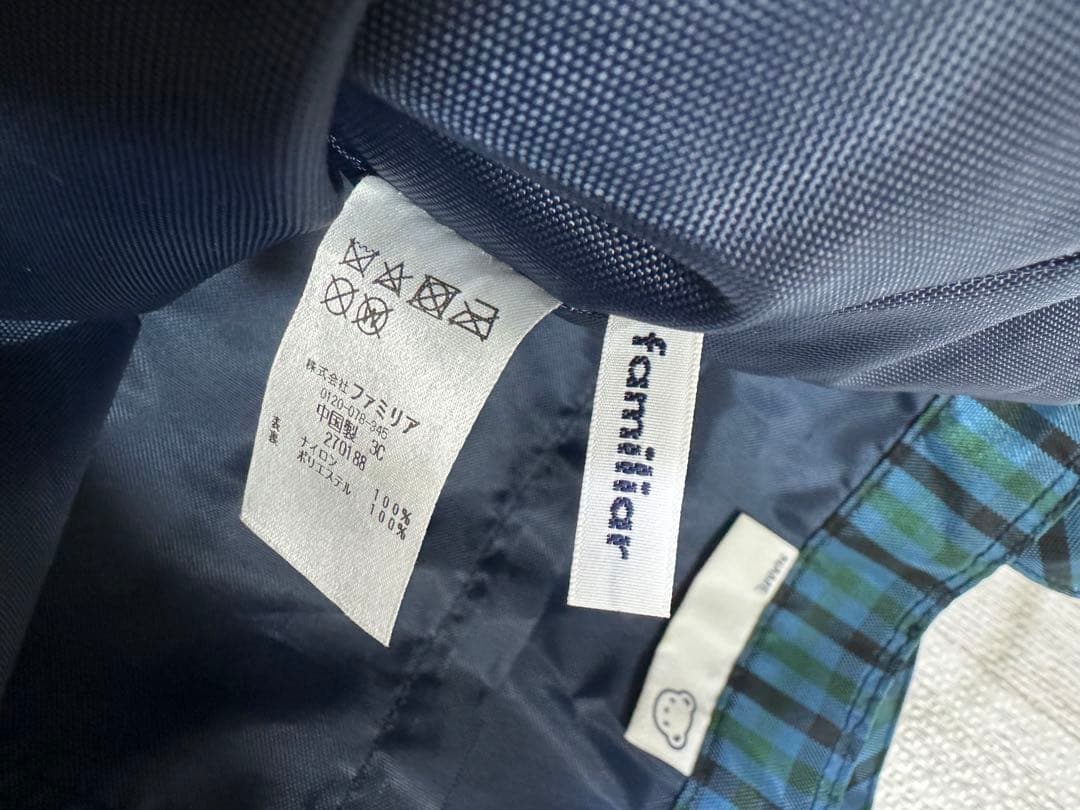 株式会社 ファミリア
0120-078-345
中国製 3C
270188
表地 ナイロン 100%
裏地 ポリエステル 100%
familiar
NAME